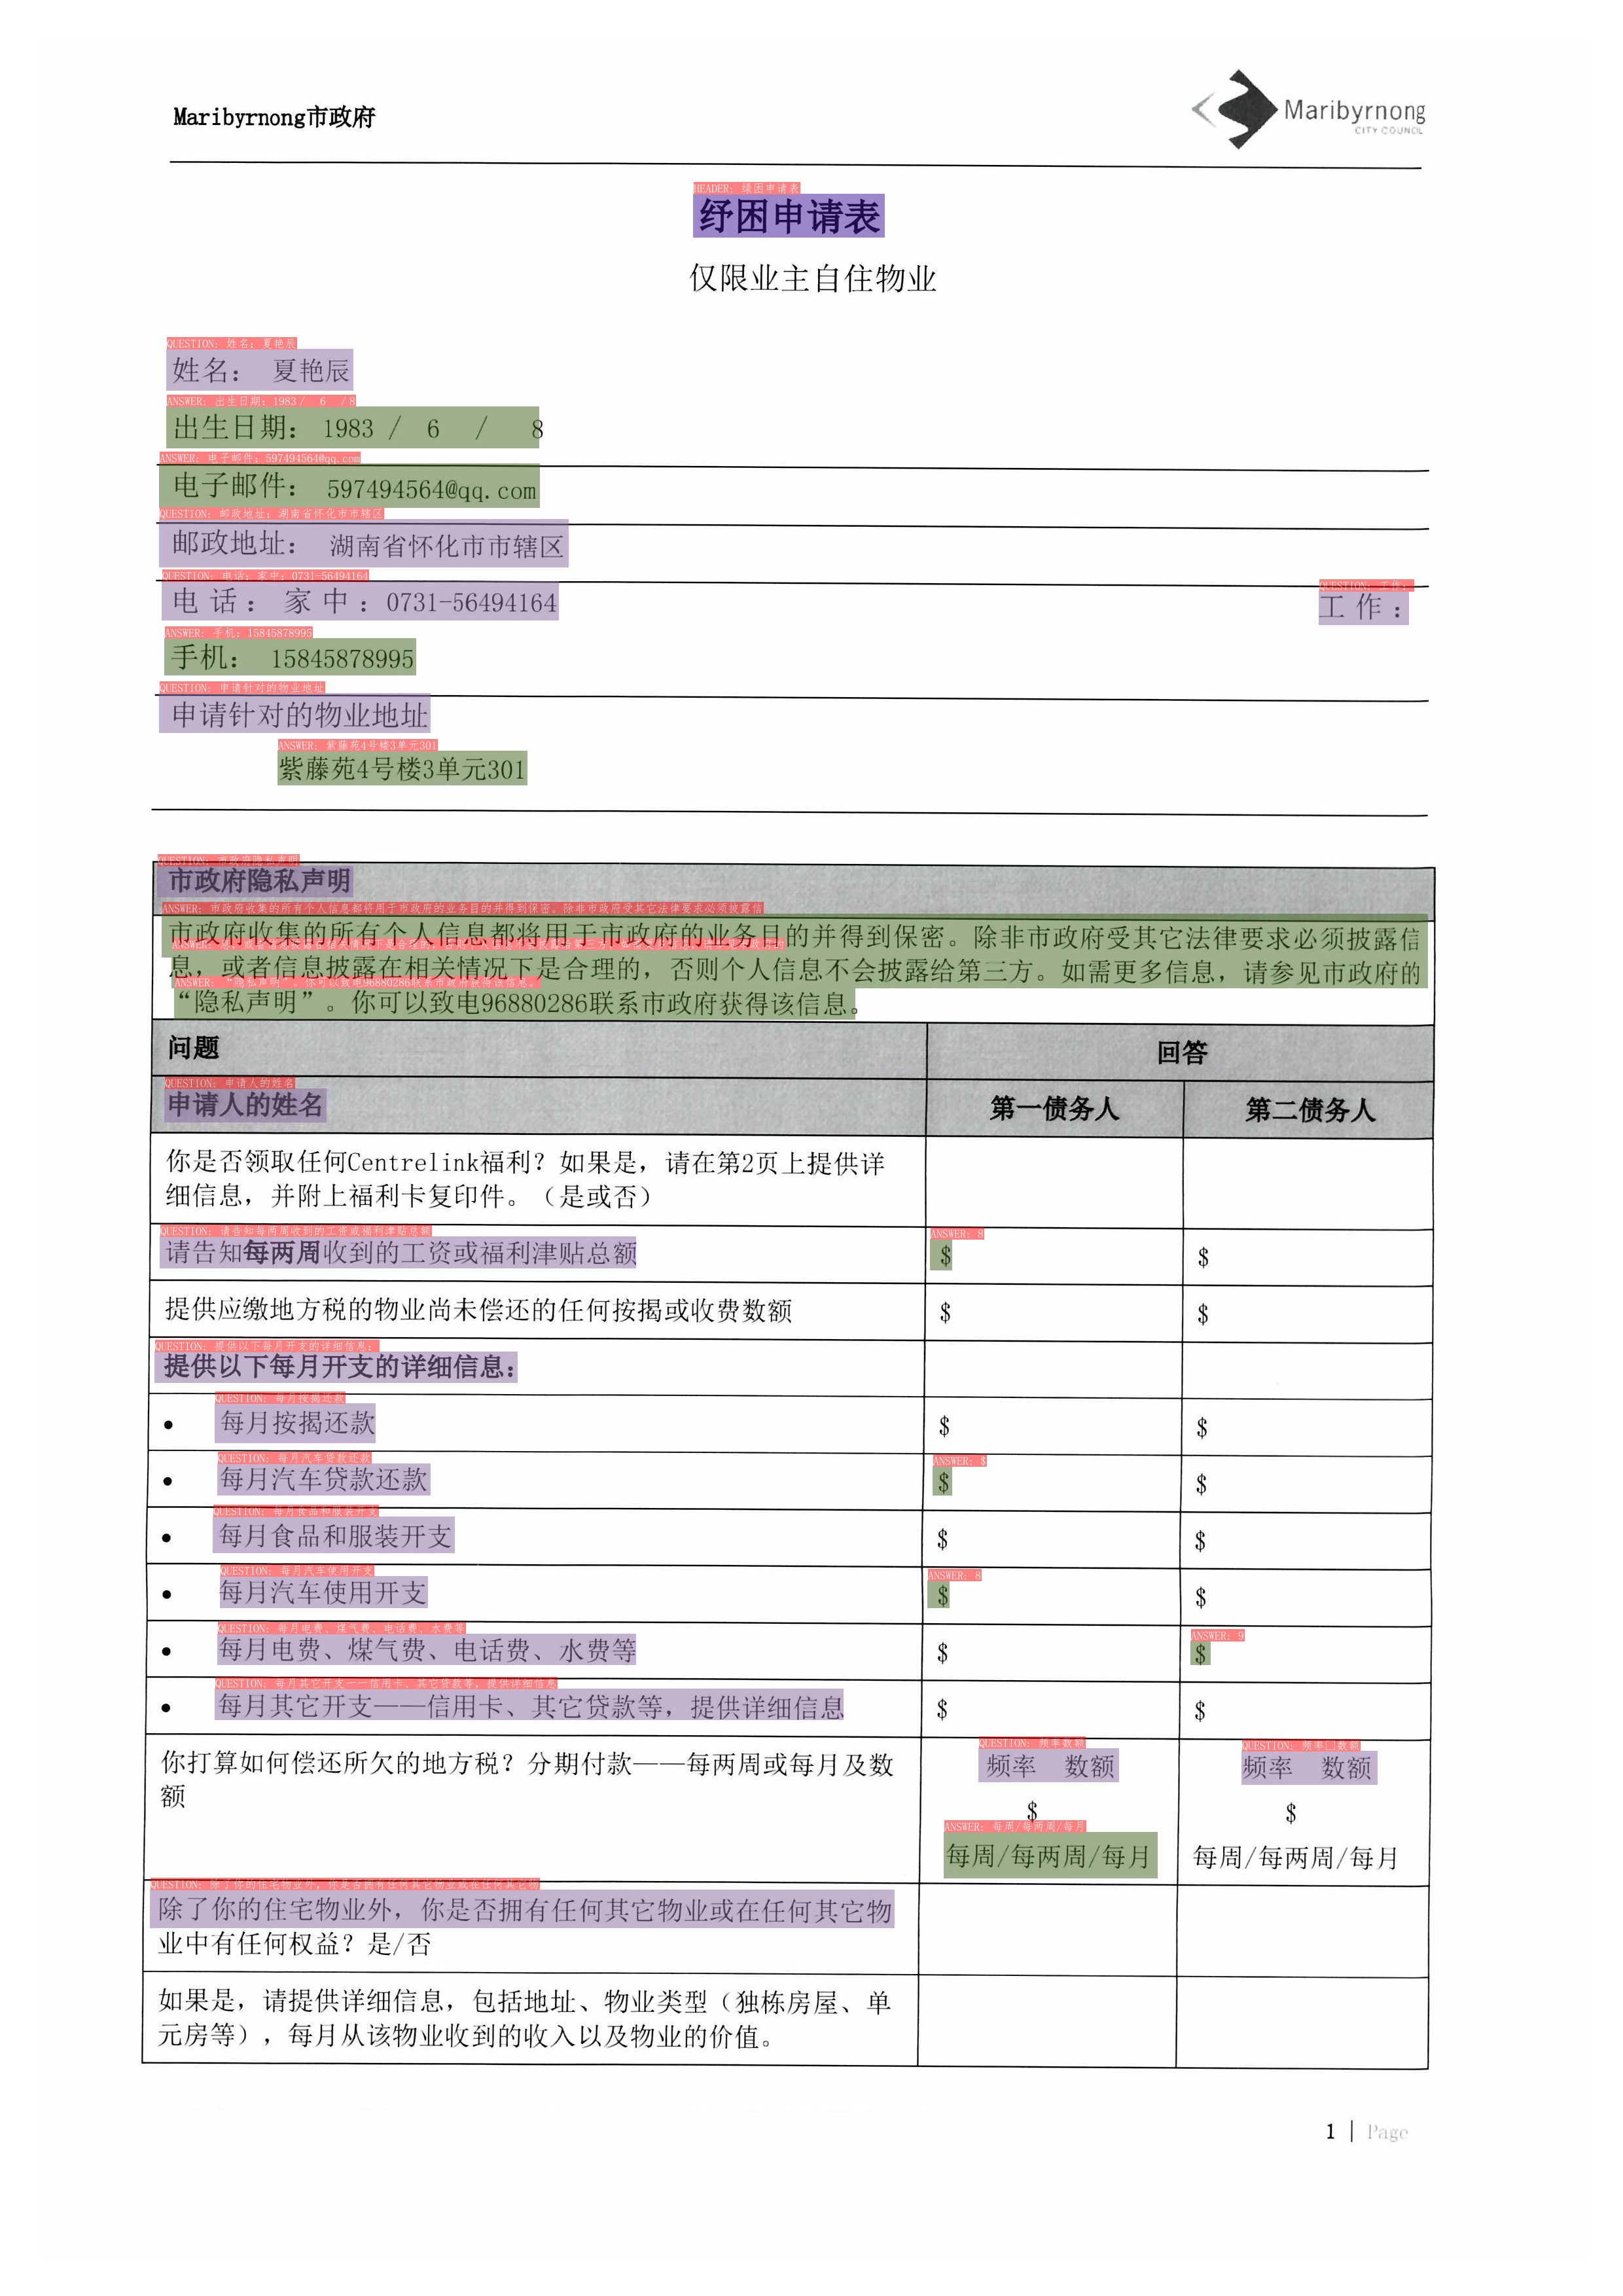 Maribyrnong市政府
Maribyrnong
CITY COUNCIL
HEADER: 绿困申请表
纾困申请表
仅限业主自住物业
QUESTION: 姓名：夏艳辰
姓名： 夏艳辰
ANSWER: 出生日期：1983 / 6 / 8
出生日期： 1983 / 6 / 8
ANSWER: 电子邮件：597494564@qq.com
电子邮件： 597494564@qq.com
QUESTION: 邮政地址：湖南省怀化市市辖区
邮政地址： 湖南省怀化市市辖区
QUESTION: 电话：家中：0731-56494164
QUESTION: 工作：
电话： 家中：0731-56494164 工作：
ANSWER: 手机：15845878995
手机： 15845878995
QUESTION: 申请针对的物业地址
申请针对的物业地址
ANSWER: 紫藤苑4号楼3单元301
紫藤苑4号楼3单元301
QUESTION: 市政府隐私声明
市政府隐私声明
ANSWER: 市政府收集的所有个人信息都将用于市政府的业务目的并得到保密。除非市政府受其它法律要求必须披露信
市政府收集的所有个人信息都将用于市政府的业务目的并得到保密。除非市政府受其它法律要求必须披露信
息，或者信息披露在相关情况下是合理的，否则个人信息不会披露给第三方。如需更多信息，请参见市政府的
ANSWER: “隐私声明”。你可以致电96880286联系市政府获得该信息。
“隐私声明”。你可以致电96880286联系市政府获得该信息。
问题 回答
QUESTION: 申请人的姓名
申请人的姓名 第一债务人 第二债务人
你是否领取任何Centrelink福利？如果是，请在第2页上提供详
细信息，并附上福利卡复印件。（是或否）
QUESTION: 请告知每两周收到的工资或福利津贴总额
ANSWER: 8
请告知每两周收到的工资或福利津贴总额 $ $
提供应缴地方税的物业尚未偿还的任何按揭或收费数额 $ $
QUESTION: 提供以下每月开支的详细信息：
提供以下每月开支的详细信息：
QUESTION: 每月按揭还款
• 每月按揭还款 $ $
QUESTION: 每月汽车贷款还款
ANSWER: $
• 每月汽车贷款还款 $ $
QUESTION: 每月食品和服装开支
• 每月食品和服装开支 $ $
QUESTION: 每月汽车使用开支
ANSWER: 8
• 每月汽车使用开支 $ $
QUESTION: 每月电费、煤气费、电话费、水费等
ANSWER: 9
• 每月电费、煤气费、电话费、水费等 $ $
QUESTION: 每月其它开支——信用卡、其它贷款等，提供详细信息
• 每月其它开支——信用卡、其它贷款等，提供详细信息 $ $
QUESTION: 频率数额
QUESTION: 频率□数额
你打算如何偿还所欠的地方税？分期付款——每两周或每月及数 频率 数额 频率 数额
额
$ $
ANSWER: 每周/每两周/每月
每周/每两周/每月 每周/每两周/每月
QUESTION: 除了你的住宅物业外，你是否拥有任何其它物业或在任何其它物
除了你的住宅物业外，你是否拥有任何其它物业或在任何其它物
业中有任何权益？是/否
如果是，请提供详细信息，包括地址、物业类型（独栋房屋、单
元房等），每月从该物业收到的收入以及物业的价值。
1 | Page